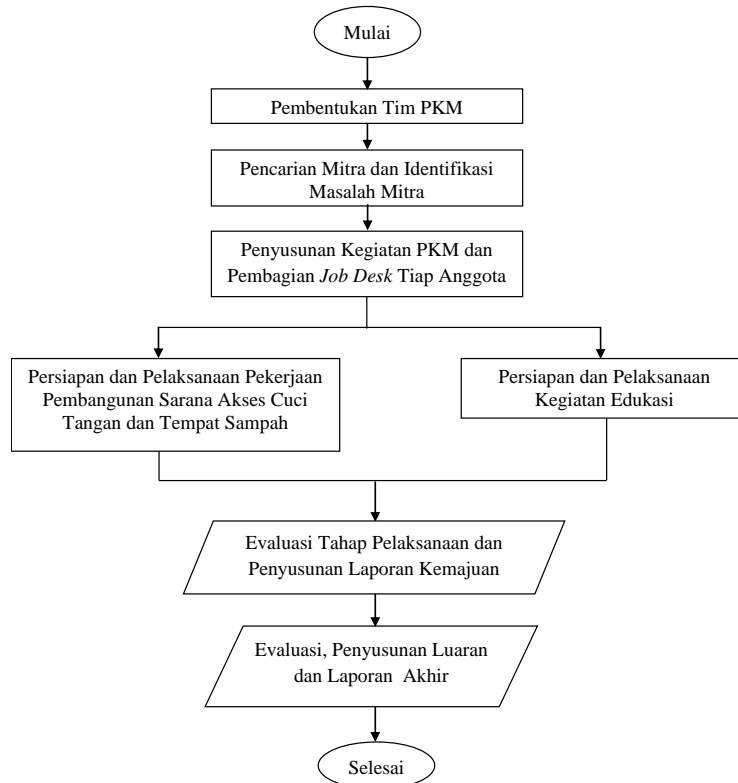 Mulai
Pembentukan Tim PKM
Pencarian Mitra dan Identifikasi
Masalah Mitra
Penyusunan Kegiatan PKM dan
Pembagian Job Desk Tiap Anggota
Persiapan dan Pelaksanaan Pekerjaan
Pembangunan Sarana Akses Cuci
Tangan dan Tempat Sampah
Persiapan dan Pelaksanaan
Kegiatan Edukasi
Evaluasi Tahap Pelaksanaan dan
Penyusunan Laporan Kemajuan
Evaluasi, Penyusunan Luaran
dan Laporan Akhir
Selesai